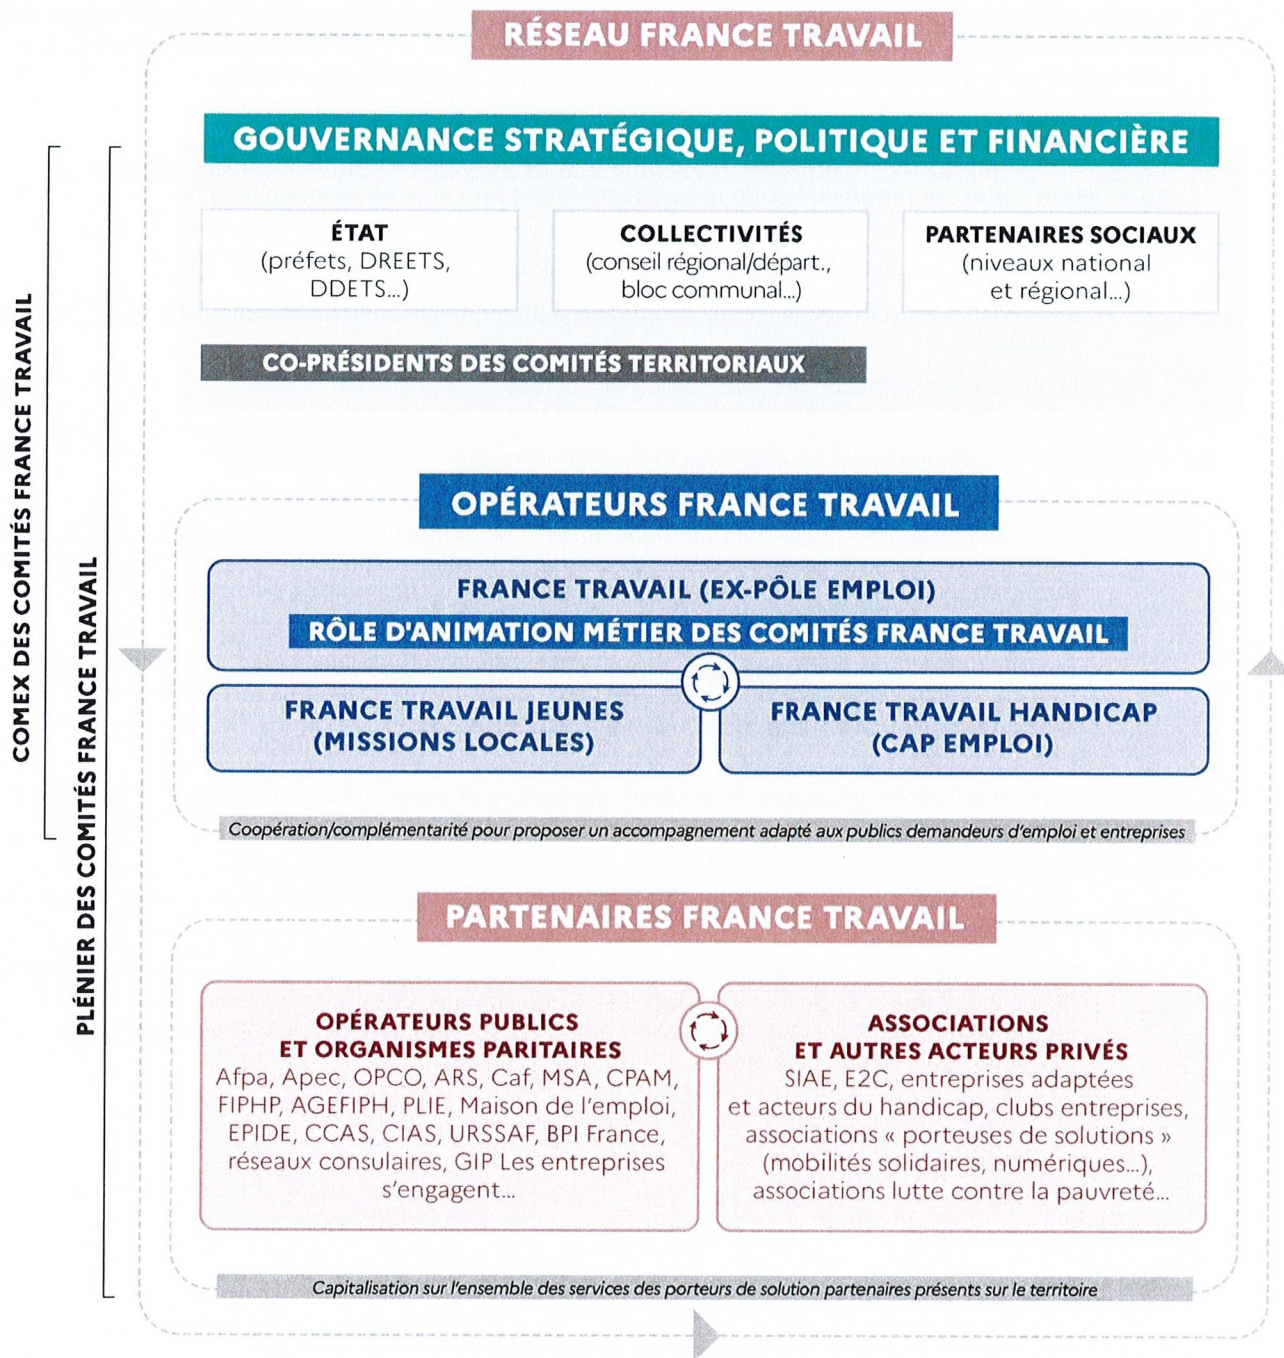 RÉSEAU FRANCE TRAVAIL
GOUVERNANCE STRATÉGIQUE, POLITIQUE ET FINANCIÈRE
ÉTAT
(préfets, DREETS,
DDETS...)
COLLECTIVITÉS
(conseil régional/départ.,
bloc communal...)
PARTENAIRES SOCIAUX
(niveaux national
et régional...)
CO-PRÉSIDENTS DES COMITÉS TERRITORIAUX
COMEX DES COMITÉS FRANCE TRAVAIL
PLÉNIER DES COMITÉS FRANCE TRAVAIL
OPÉRATEURS FRANCE TRAVAIL
FRANCE TRAVAIL (EX-PÔLE EMPLOI)
RÔLE D'ANIMATION MÉTIER DES COMITÉS FRANCE TRAVAIL
FRANCE TRAVAIL JEUNES
(MISSIONS LOCALES)
FRANCE TRAVAIL HANDICAP
(CAP EMPLOI)
Coopération/complémentarité pour proposer un accompagnement adapté aux publics demandeurs d'emploi et entreprises
PARTENAIRES FRANCE TRAVAIL
OPÉRATEURS PUBLICS
ET ORGANISMES PARITAIRES
Afpa, Apec, OPCO, ARS, Caf, MSA, CPAM,
FIPHP, AGEFIPH, PLIE, Maison de l'emploi,
EPIDE, CCAS, CIAS, URSSAF, BPI France,
réseaux consulaires, GIP Les entreprises
s'engagent...
ASSOCIATIONS
ET AUTRES ACTEURS PRIVÉS
SIAE, E2C, entreprises adaptées
et acteurs du handicap, clubs entreprises,
associations « porteuses de solutions »
(mobilités solidaires, numériques...),
associations lutte contre la pauvreté...
Capitalisation sur l'ensemble des services des porteurs de solution partenaires présents sur le territoire